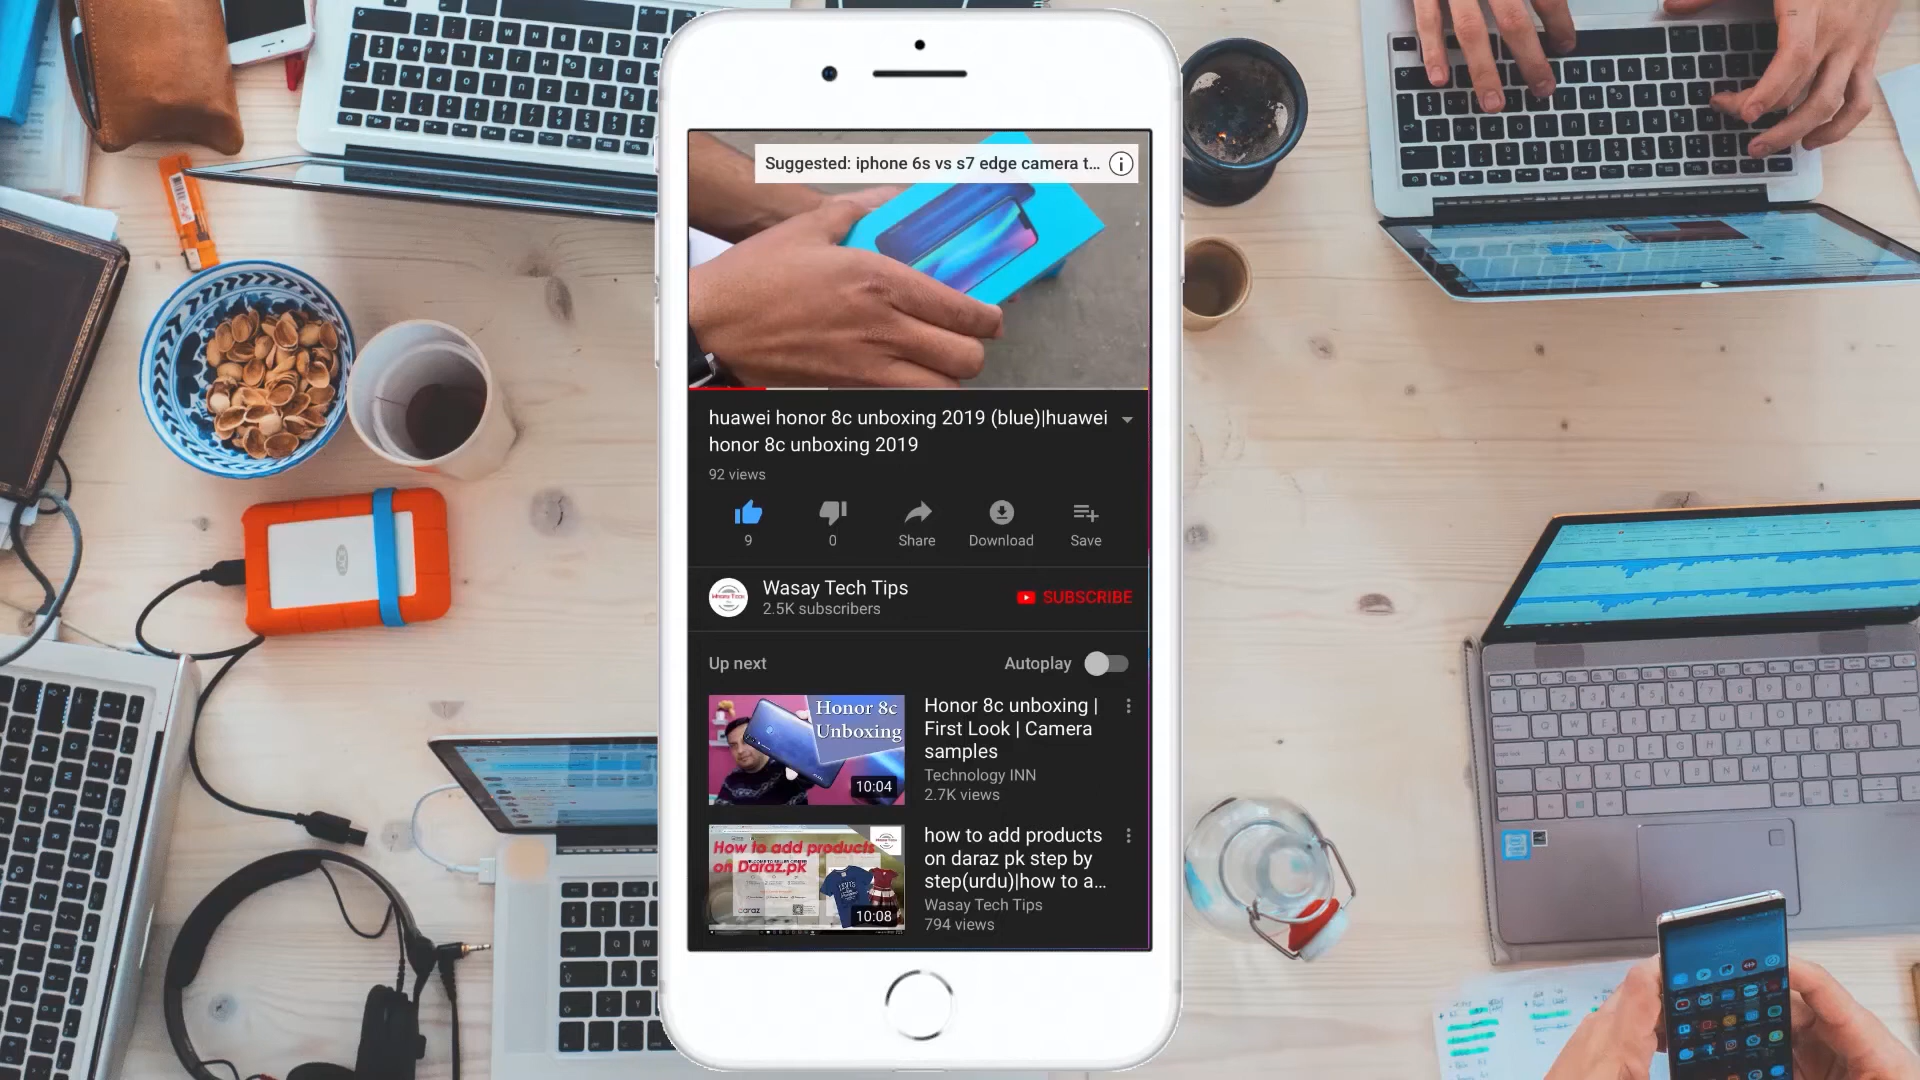 Suggested: iphone 6s vs s7 edge camera t...
huawei honor 8c unboxing 2019 (blue)|huawei
honor 8c unboxing 2019
92 views
9
0
Share
Download
Save
Wasay Tech Tips
2.5K subscribers
SUBSCRIBE
Up next
Autoplay
Honor 8c
Unboxing
10:04
Honor 8c unboxing |
First Look | Camera
samples
Technology INN
2.7K views
How to add products
on Daraz.pk
10:08
how to add products
on daraz pk step by
step(urdu)|how to a...
Wasay Tech Tips
794 views